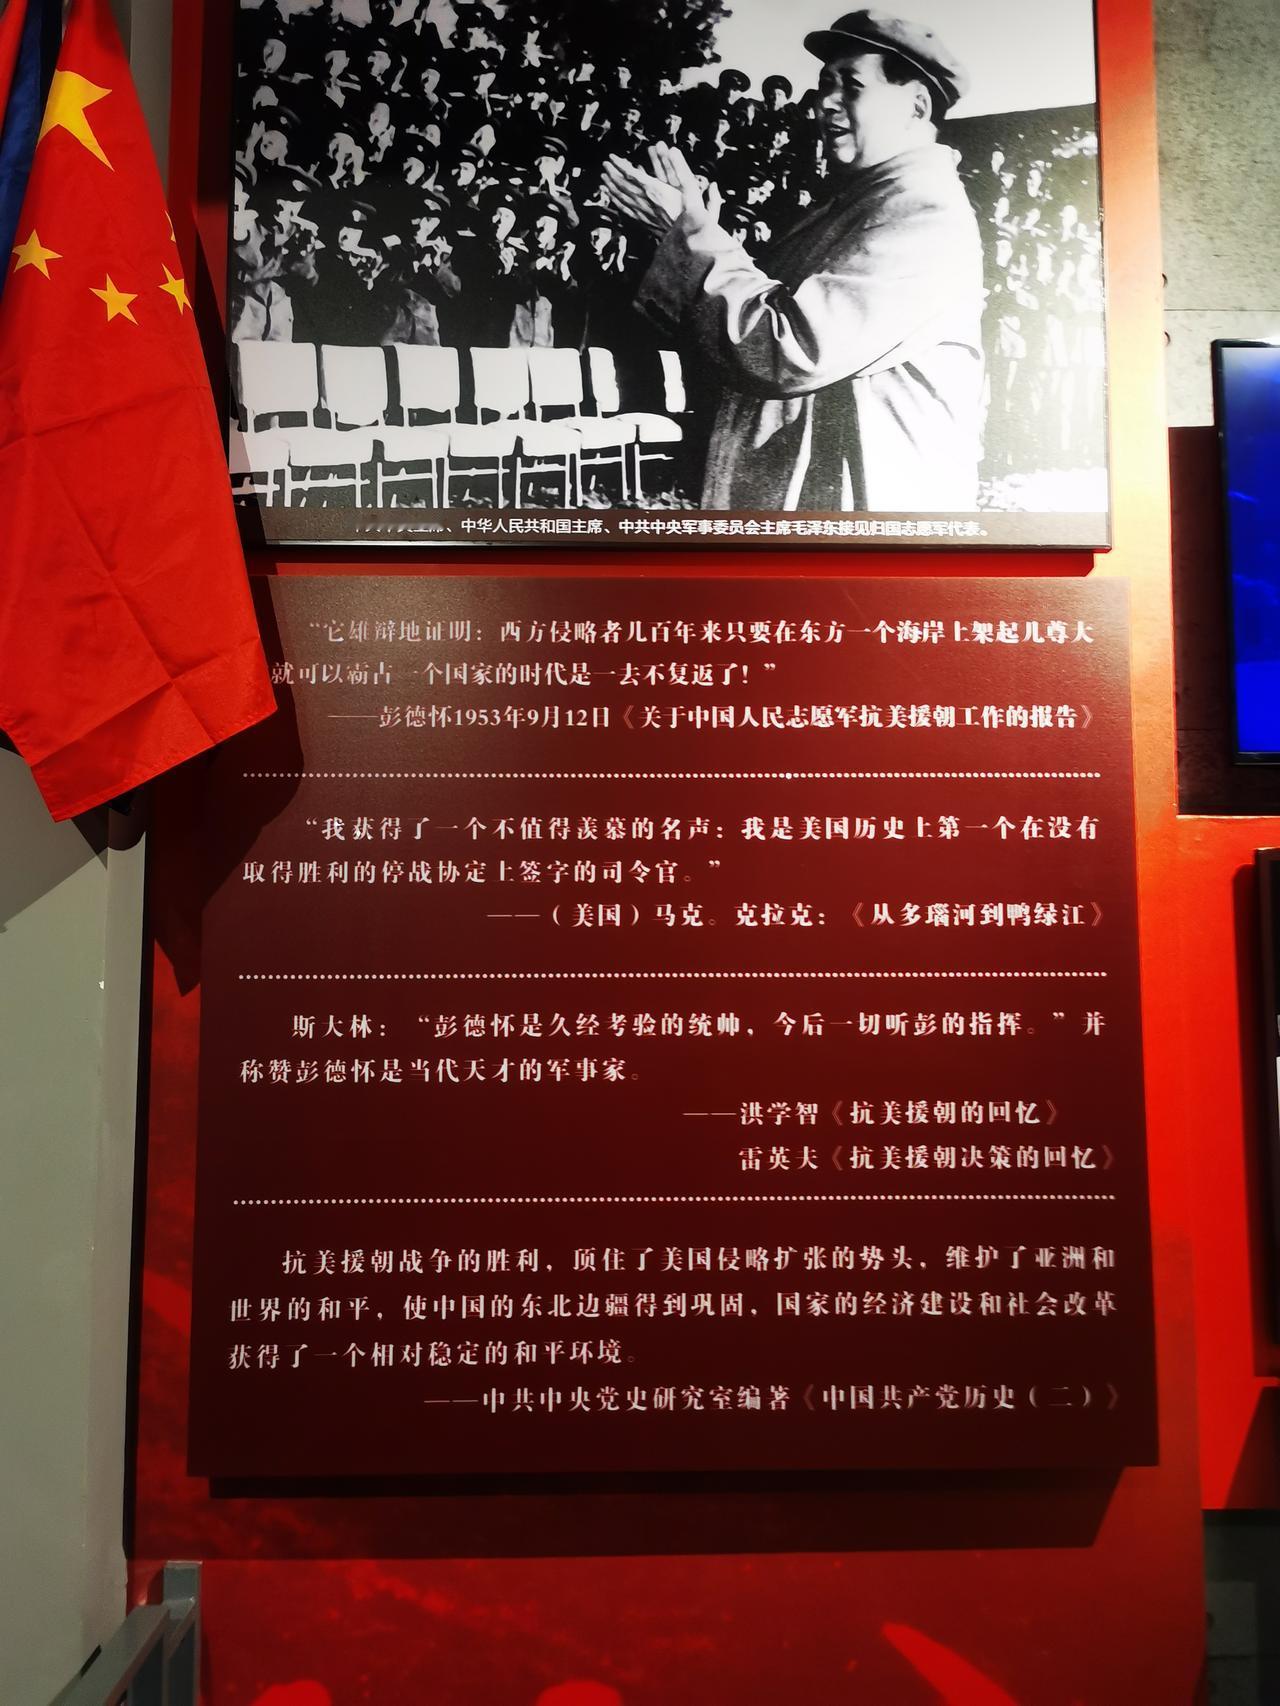 、中华人民共和国主席、中共中央军事委员会主席毛泽东接见归国志愿军代表。
“它雄辩地证明：西方侵略者几百年来只要在东方一个海岸上架起几尊大
就可以霸占一个国家的时代是一去不复返了！”
——彭德怀1953年9月12日《关于中国人民志愿军抗美援朝工作的报告》
“我获得了一个不值得羡慕的名声：我是美国历史上第一个在没有
取得胜利的停战协定上签字的司令官。”
——（美国）马克。克拉克：《从多瑙河到鸭绿江》
斯大林：“彭德怀是久经考验的统帅，今后一切听彭的指挥。”并
称赞彭德怀是当代天才的军事家。
——洪学智《抗美援朝的回忆》
雷英夫《抗美援朝决策的回忆》
抗美援朝战争的胜利，顶住了美国侵略扩张的势头，维护了亚洲和
世界的和平，使中国的东北边疆得到巩固，国家的经济建设和社会改革
获得了一个相对稳定的和平环境。
——中共中央党史研究室编著《中国共产党历史（二）》